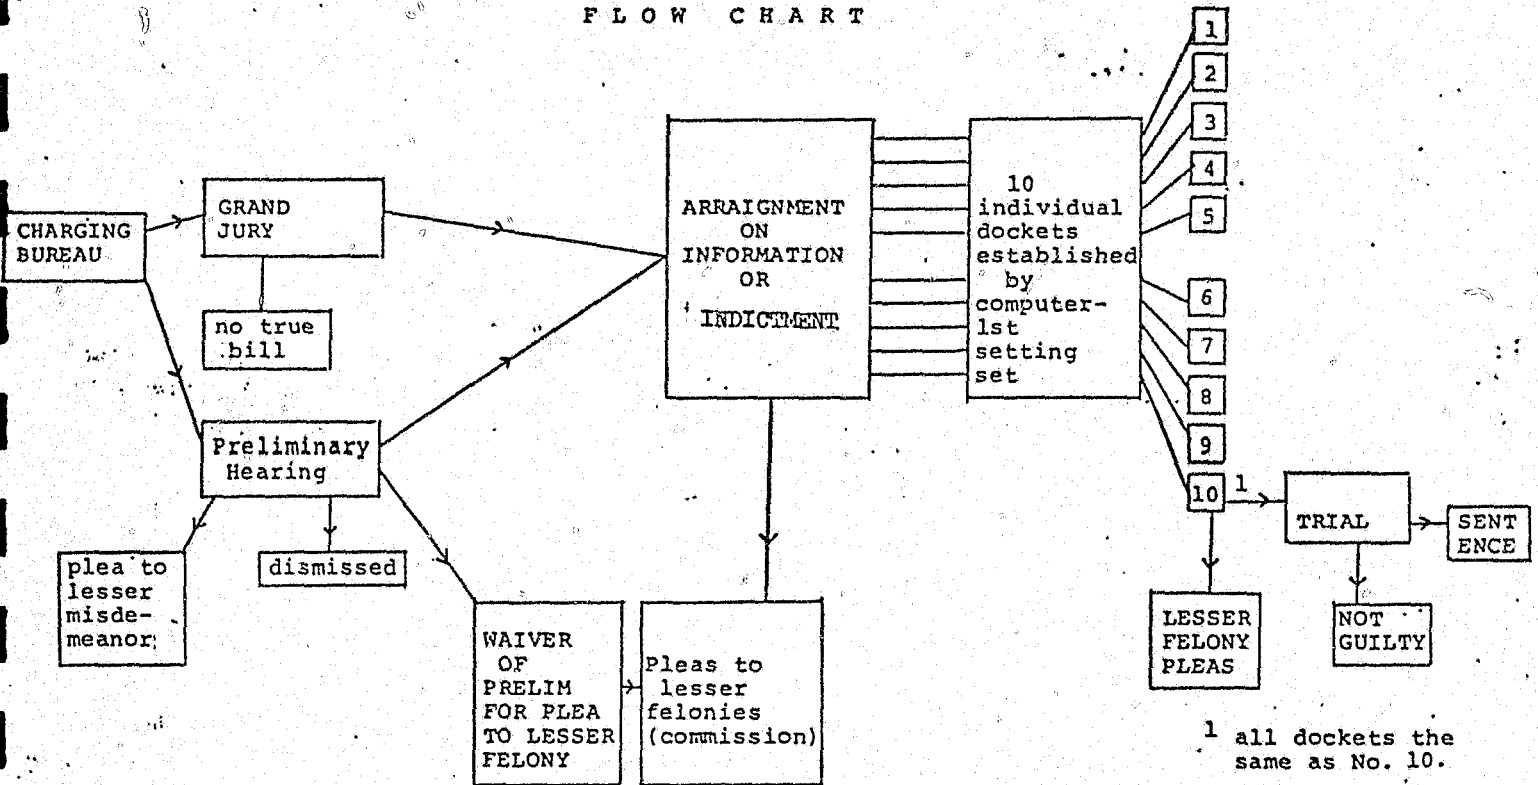 FLOW CHART
CHARGING
BUREAU
GRAND
JURY
no true
bill
Preliminary
Hearing
plea to
lesser
misde-
meanor;
dismissed
WAIVER
OF
PRELIM
FOR PLEA
TO LESSER
FELONY
Pleas to
lesser
felonies
(commission)
ARRAIGNMENT
ON
INFORMATION
OR
INDICTMENT
10
individual
dockets
established
by
computer-
1st
setting
set
1
2
3
4
5
6
7
8
9
10
1
TRIAL
SENT
ENCE
LESSER
FELONY
PLEAS
NOT
GUILTY
1 all dockets the
same as No. 10.